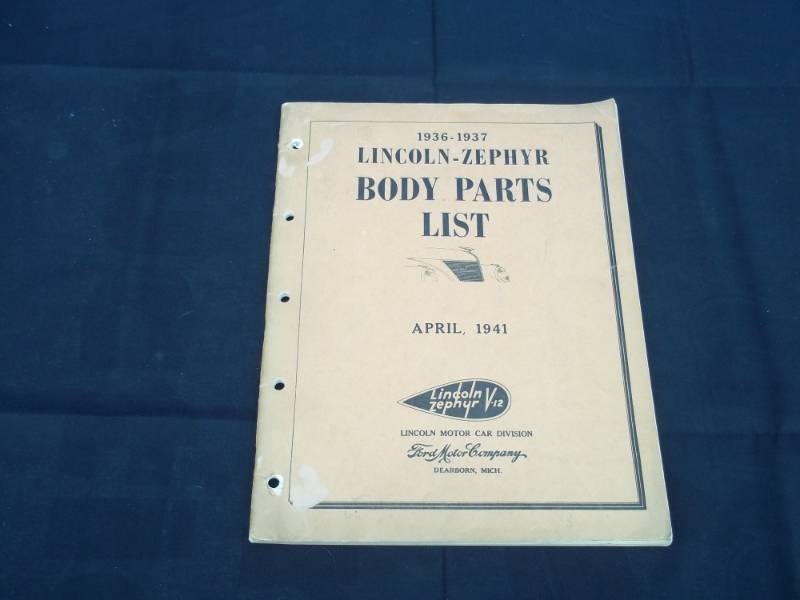 1936-1937
LINCOLN-ZEPHYR
BODY PARTS
LIST
APRIL, 1941
Lincoln
Zephyr V-12
LINCOLN MOTOR CAR DIVISION
Ford Motor Company
DEARBORN, MICH.